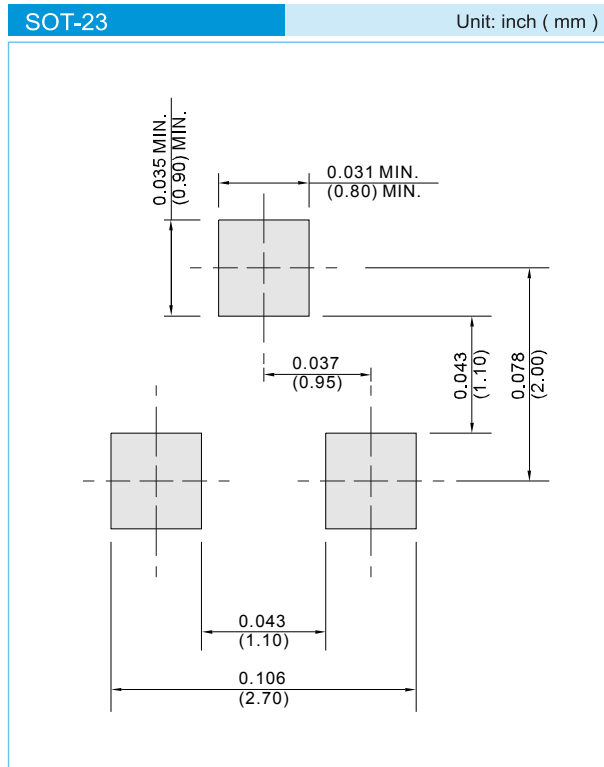 SOT-23
Unit: inch ( mm )
0.035 MIN.
(0.90) MIN.
0.031 MIN.
(0.80) MIN.
0.037
(0.95)
0.043
(1.10)
0.078
(2.00)
0.043
(1.10)
0.106
(2.70)